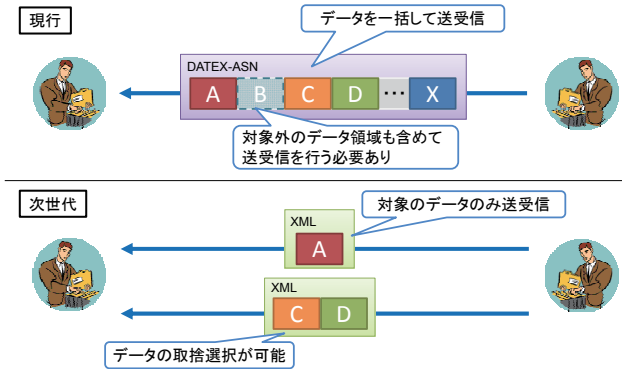 現行
データを一括して送受信
DATEX-ASN
A B C D … X
対象外のデータ領域も含めて
送受信を行う必要あり
次世代
対象のデータのみ送受信
XML
A
XML
C D
データの取捨選択が可能